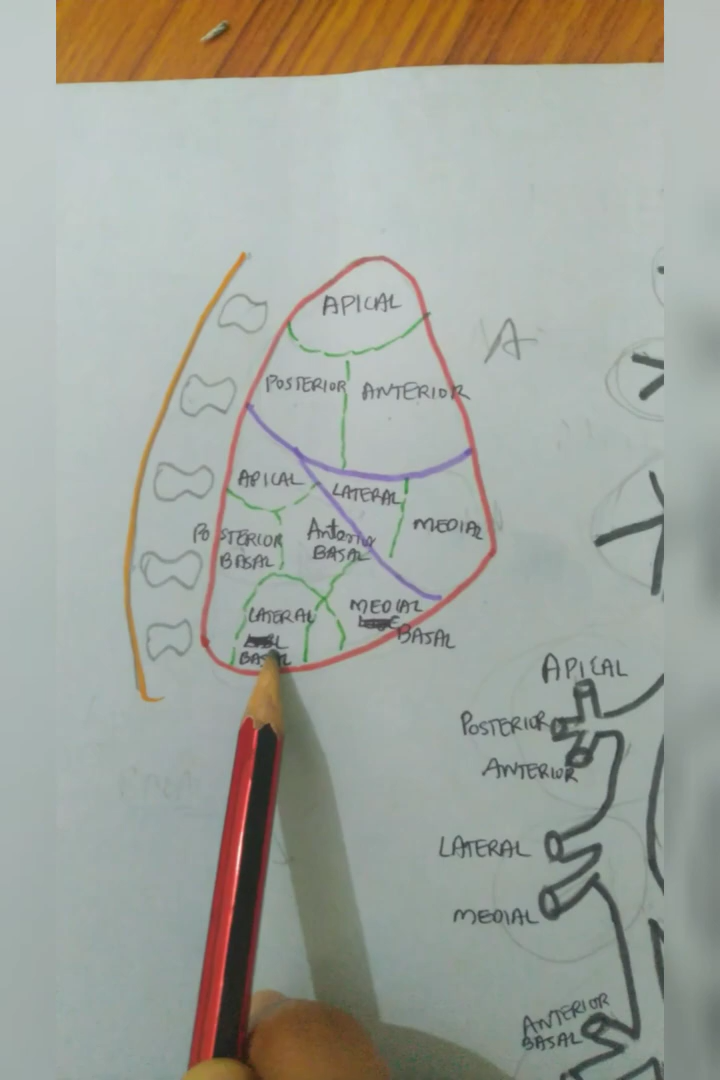 APICAL
A
POSTERIOR ANTERIOR
APICAL
LATERAL
MEDIAL
POSTERIOR
BASAL
Anterio
BASAL
LATERAL
BASAL
MEDIAL
BASAL
APICAL
POSTERIOR
ANTERIOR
LATERAL
MEDIAL
ANTERIOR
BASAL